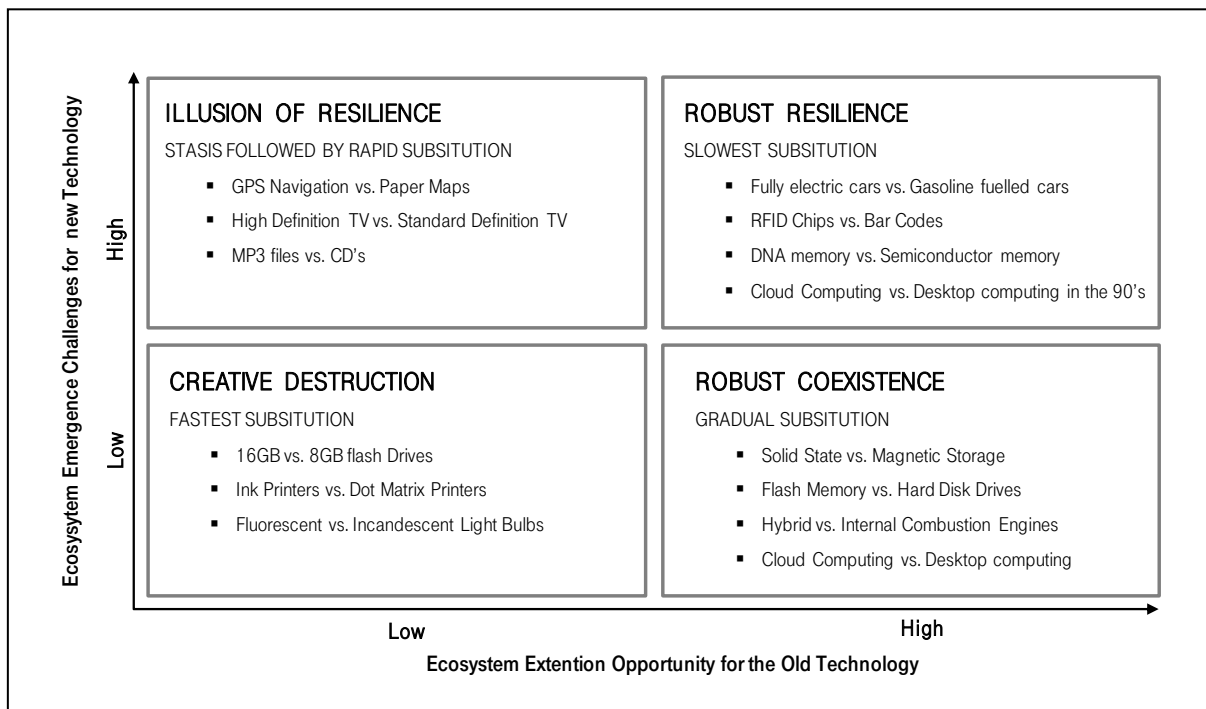 Ecosysytem Emergence Challenges for new Technology
High
Low
ILLUSION OF RESILIENCE
STASIS FOLLOWED BY RAPID SUBSITUTION
▪ GPS Navigation vs. Paper Maps
▪ High Definition TV vs. Standard Definition TV
▪ MP3 files vs. CD's
ROBUST RESILIENCE
SLOWEST SUBSITUTION
▪ Fully electric cars vs. Gasoline fuelled cars
▪ RFID Chips vs. Bar Codes
▪ DNA memory vs. Semiconductor memory
▪ Cloud Computing vs. Desktop computing in the 90's
CREATIVE DESTRUCTION
FASTEST SUBSITUTION
▪ 16GB vs. 8GB flash Drives
▪ Ink Printers vs. Dot Matrix Printers
▪ Fluorescent vs. Incandescent Light Bulbs
ROBUST COEXISTENCE
GRADUAL SUBSITUTION
▪ Solid State vs. Magnetic Storage
▪ Flash Memory vs. Hard Disk Drives
▪ Hybrid vs. Internal Combustion Engines
▪ Cloud Computing vs. Desktop computing
Low
High
Ecosystem Extention Opportunity for the Old Technology